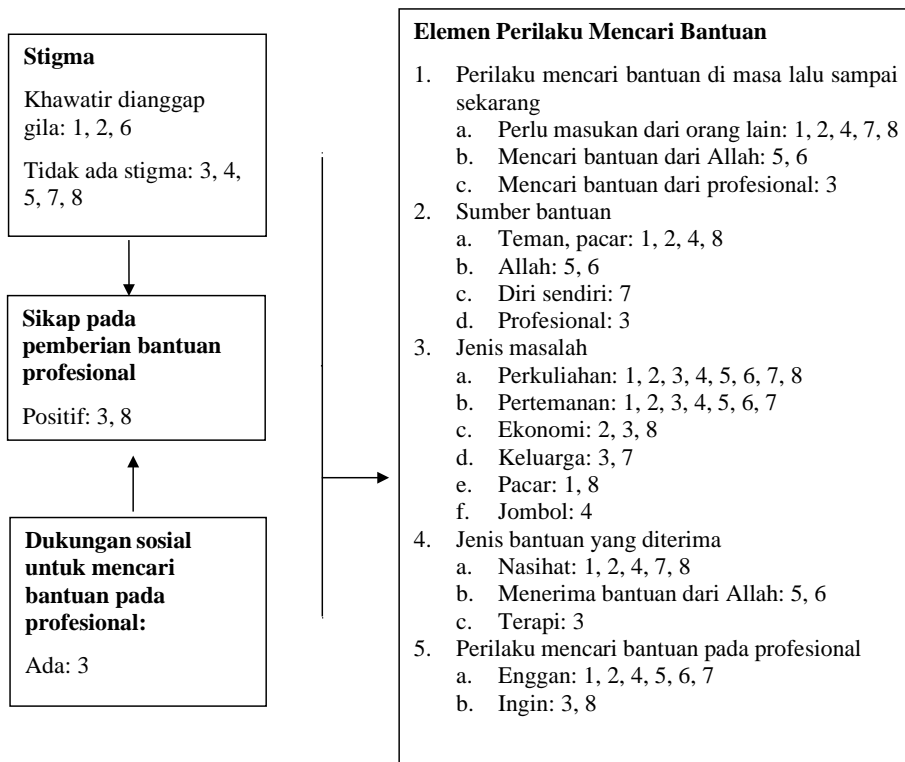 Stigma
Khawatir dianggap
gila: 1, 2, 6
Tidak ada stigma: 3, 4,
5, 7, 8
Sikap pada
pemberian bantuan
profesional
Positif: 3, 8
Dukungan sosial
untuk mencari
bantuan pada
profesional:
Ada: 3
Elemen Perilaku Mencari Bantuan
1. Perilaku mencari bantuan di masa lalu sampai
sekarang
a. Perlu masukan dari orang lain: 1, 2, 4, 7, 8
b. Mencari bantuan dari Allah: 5, 6
c. Mencari bantuan dari profesional: 3
2. Sumber bantuan
a. Teman, pacar: 1, 2, 4, 8
b. Allah: 5, 6
c. Diri sendiri: 7
d. Profesional: 3
3. Jenis masalah
a. Perkuliahan: 1, 2, 3, 4, 5, 6, 7, 8
b. Pertemanan: 1, 2, 3, 4, 5, 6, 7
c. Ekonomi: 2, 3, 8
d. Keluarga: 3, 7
e. Pacar: 1, 8
f. Jombol: 4
4. Jenis bantuan yang diterima
a. Nasihat: 1, 2, 4, 7, 8
b. Menerima bantuan dari Allah: 5, 6
c. Terapi: 3
5. Perilaku mencari bantuan pada profesional
a. Enggan: 1, 2, 4, 5, 6, 7
b. Ingin: 3, 8